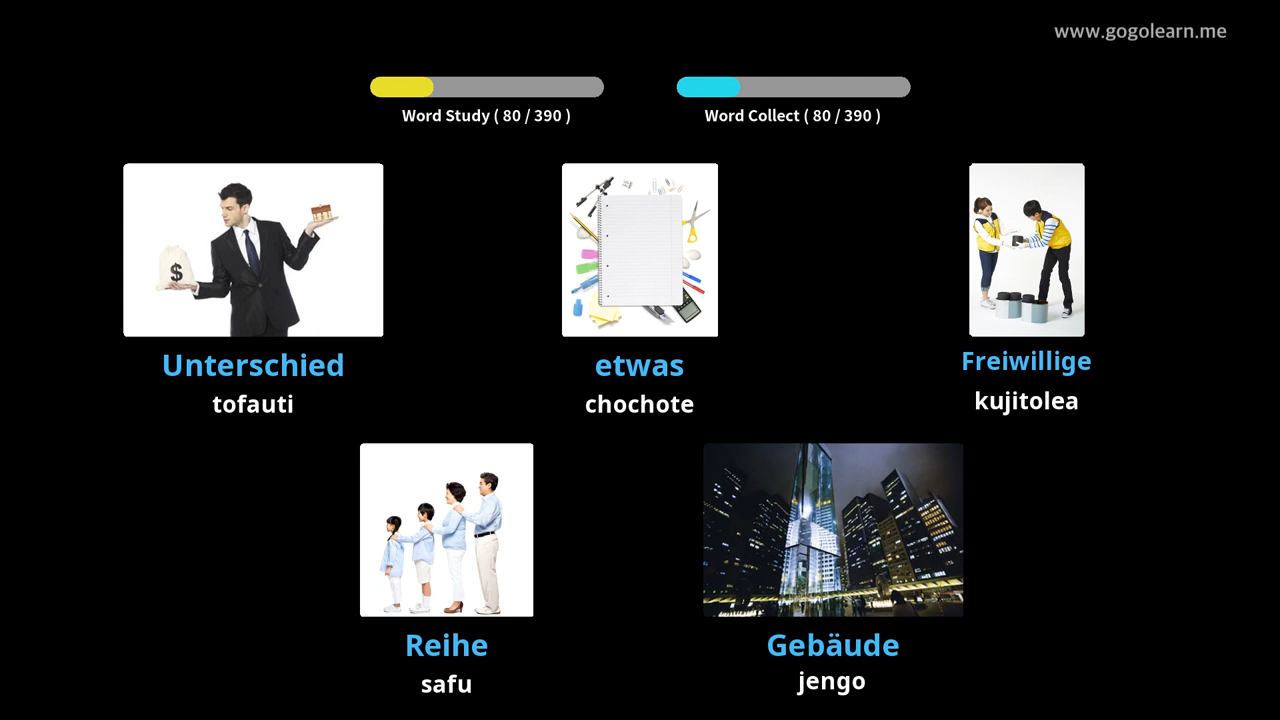 www.gogolearn.me
Word Study ( 80 / 390 )
Word Collect ( 80 / 390 )
$
Unterschied
tofauti
etwas
chochote
Freiwillige
kujitolea
Reihe
safu
Gebäude
jengo